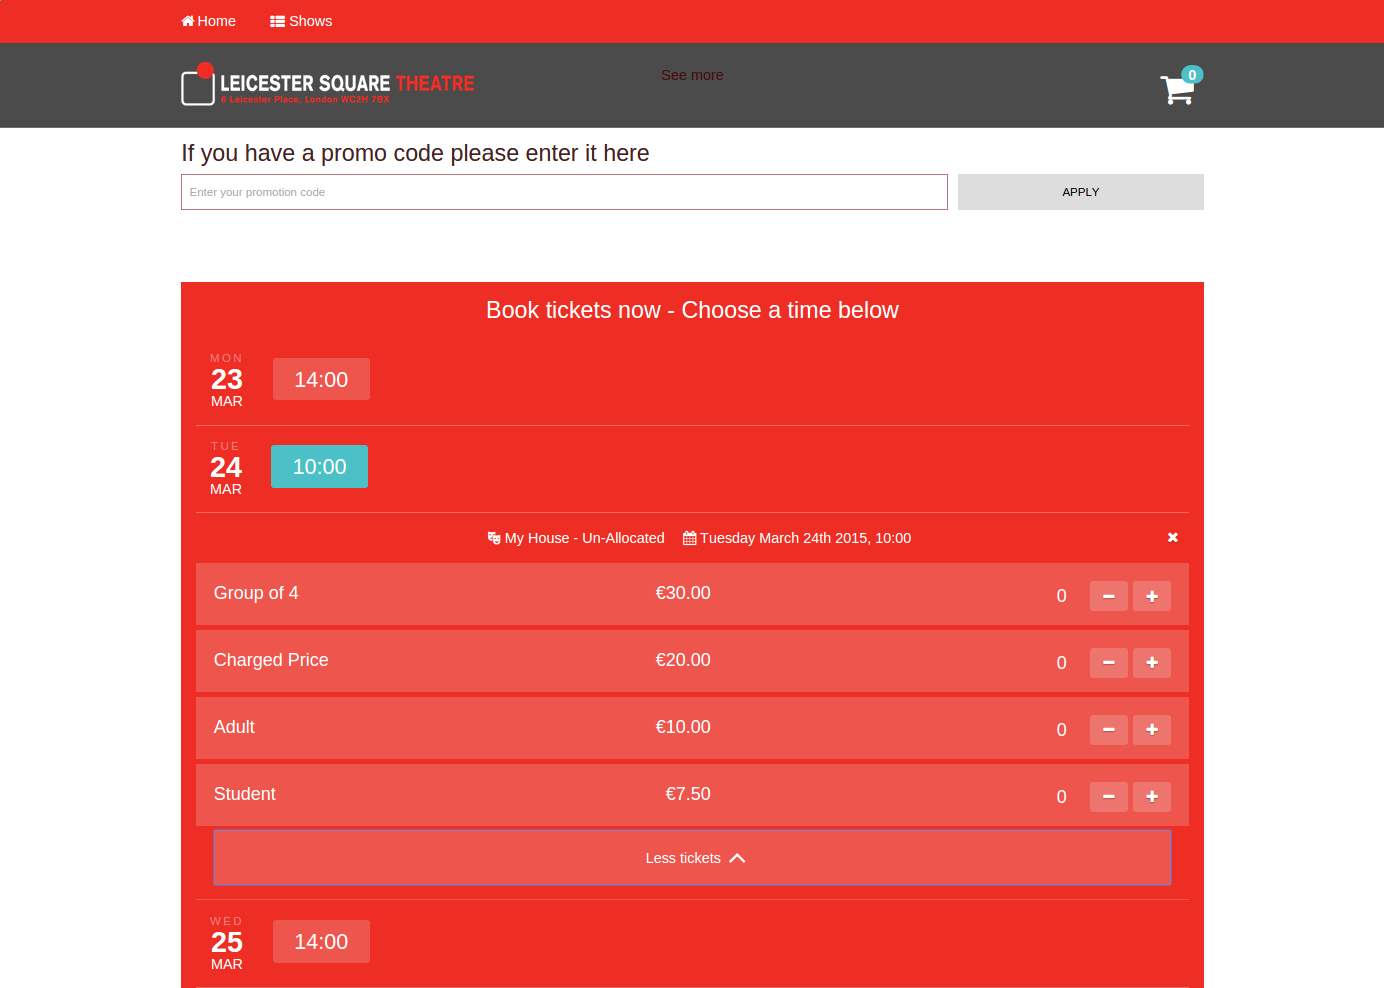 Home Shows
LEICESTER SQUARE THEATRE
6 Leicester Place, London WC2H 7BX
See more
0
If you have a promo code please enter it here
Enter your promotion code
APPLY
Book tickets now - Choose a time below
MON
23
MAR
14:00
TUE
24
MAR
10:00
My House - Un-Allocated Tuesday March 24th 2015, 10:00
Group of 4 €30.00 0
Charged Price €20.00 0
Adult €10.00 0
Student €7.50 0
Less tickets
WED
25
MAR
14:00